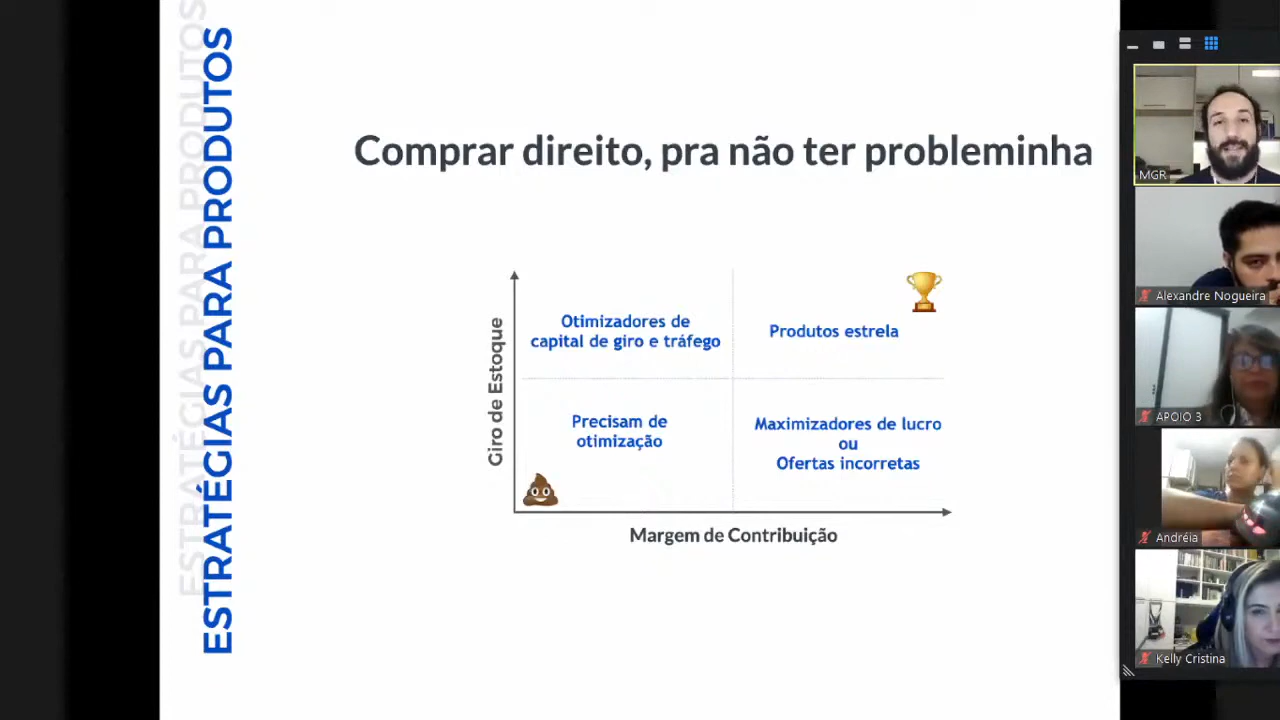 ESTRATÉGIAS PARA PRODUTOS
ESTRATÉGIAS PARA PRODUTOS
Comprar direito, pra não ter probleminha
Giro de Estoque
Otimizadores de
capital de giro e tráfego
Produtos estrela
Precisam de
otimização
Maximizadores de lucro
ou
Ofertas incorretas
Margem de Contribuição
MGR
Alexandre Nogueira
APOIO 3
Andréia
Kelly Cristina